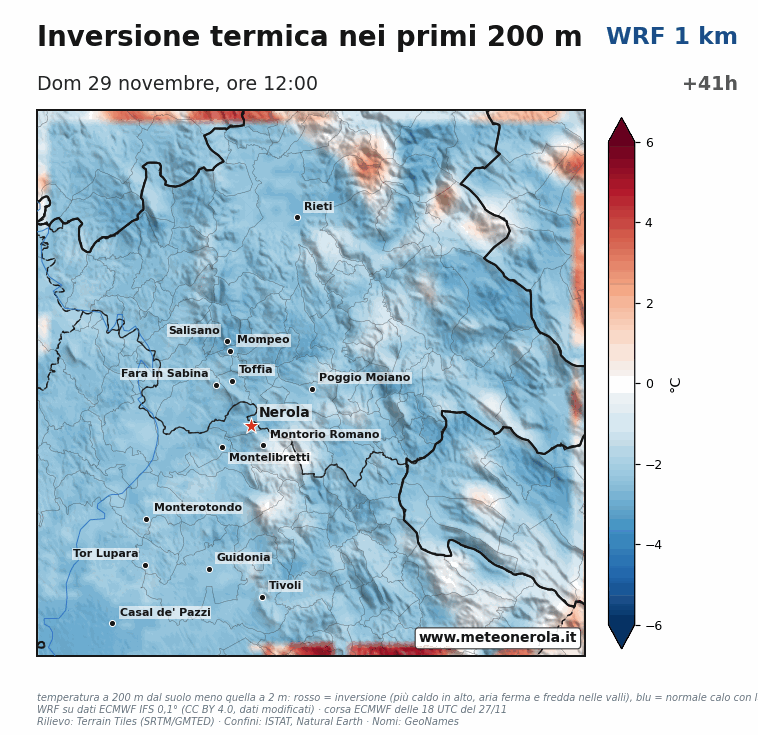 Inversione termica nei primi 200 m
WRF 1 km
Dom 29 novembre, ore 12:00
+41h
Rieti
Salisano
Mompeo
Toffia
Fara in Sabina
Poggio Moiano
Nerola
Montorio Romano
Montelibretti
Monterotondo
Tor Lupara
Guidonia
Tivoli
Casal de' Pazzi
www.meteonerola.it
6
4
2
0
−2
−4
−6
°C
temperatura a 200 m dal suolo meno quella a 2 m: rosso = inversione (più caldo in alto, aria ferma e fredda nelle valli), blu = normale calo con
WRF su dati ECMWF IFS 0,1° (CC BY 4.0, dati modificati) · corsa ECMWF delle 18 UTC del 27/11
Rilievo: Terrain Tiles (SRTM/GMTED) · Confini: ISTAT, Natural Earth · Nomi: GeoNames